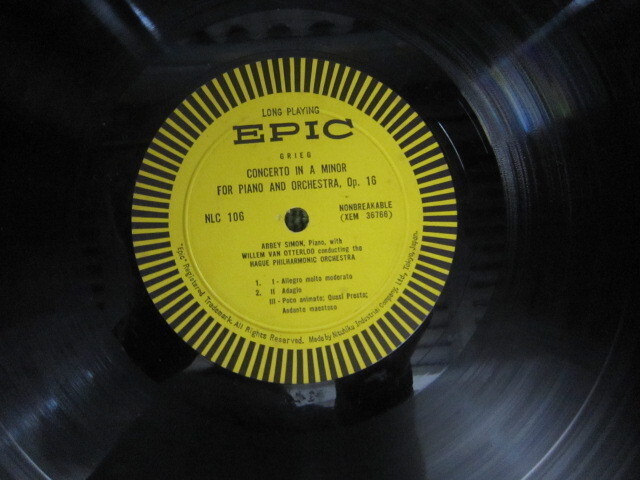 LONG PLAYING
EPIC
GRIEG
CONCERTO IN A MINOR
FOR PIANO AND ORCHESTRA, Op. 16
NLC 106
NONBREAKABLE
(XEM 36766)
ABBEY SIMON, Piano, with
WILLEM VAN OTTERLOO conducting the
HAGUE PHILHARMONIC ORCHESTRA
1. I - Allegro molto moderato
2. II Adagio
III - Poco animato; Quasi Presto;
Andante maestoso
"Epic" Registered Trademark. All Rights Reserved. Made by Nitchiku Industrial Company, Ltd. Tokyo, Japan.